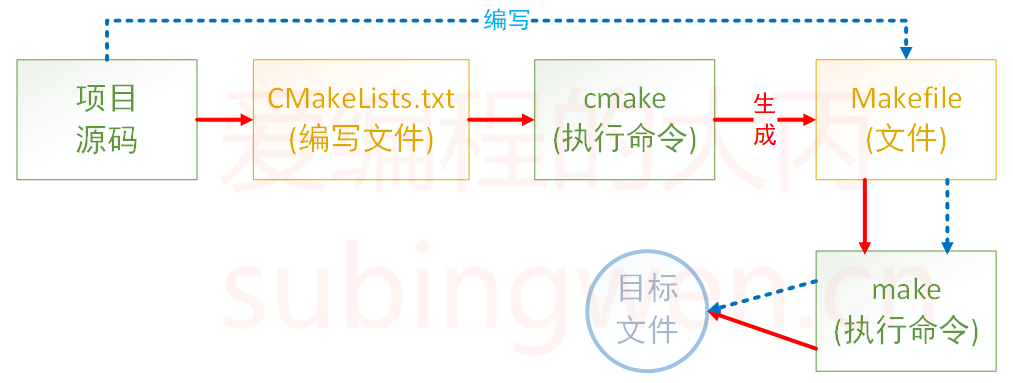 编写
项目
源码
CMakeLists.txt
(编写文件)
cmake
(执行命令)
生
成
Makefile
(文件)
爱编程的大丙
make
(执行命令)
目标
文件
subingwen.cn